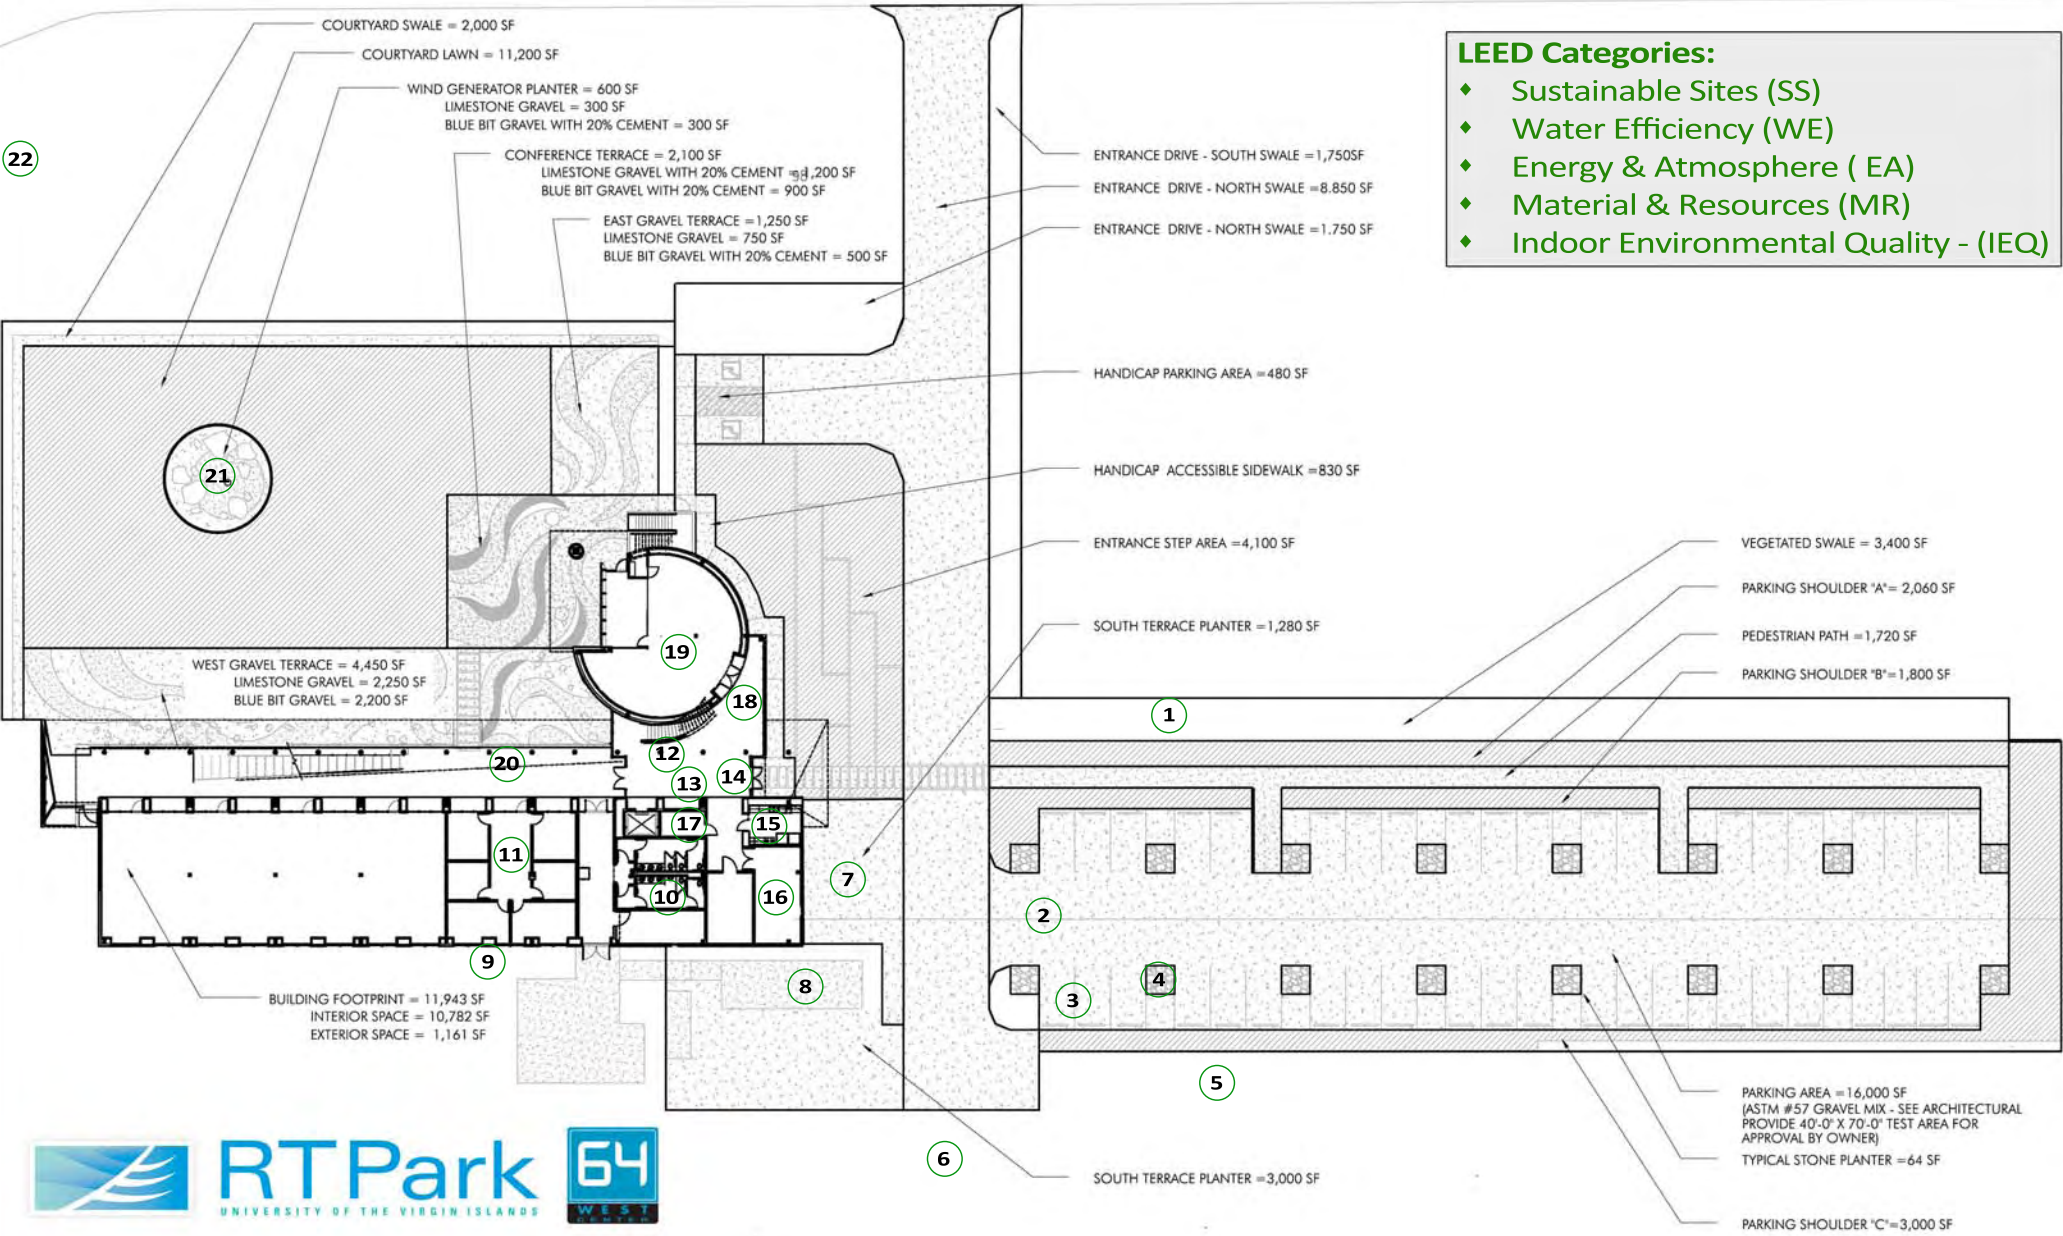 COURTYARD SWALE = 2,000 SF
COURTYARD LAWN = 11,200 SF
WIND GENERATOR PLANTER = 600 SF
LIMESTONE GRAVEL = 300 SF
BLUE BIT GRAVEL WITH 20% CEMENT = 300 SF
CONFERENCE TERRACE = 2,100 SF
LIMESTONE GRAVEL WITH 20% CEMENT = 1,200 SF
BLUE BIT GRAVEL WITH 20% CEMENT = 900 SF
EAST GRAVEL TERRACE =1,250 SF
LIMESTONE GRAVEL = 750 SF
BLUE BIT GRAVEL WITH 20% CEMENT = 500 SF
LEED Categories:
Sustainable Sites (SS)
Water Efficiency (WE)
Energy & Atmosphere ( EA)
Material & Resources (MR)
Indoor Environmental Quality - (IEQ)
ENTRANCE DRIVE - SOUTH SWALE =1,750SF
ENTRANCE DRIVE - NORTH SWALE =8.850 SF
ENTRANCE DRIVE - NORTH SWALE =1.750 SF
HANDICAP PARKING AREA =480 SF
HANDICAP ACCESSIBLE SIDEWALK =830 SF
ENTRANCE STEP AREA =4,100 SF
SOUTH TERRACE PLANTER =1,280 SF
VEGETATED SWALE = 3,400 SF
PARKING SHOULDER "A"= 2,060 SF
PEDESTRIAN PATH =1,720 SF
PARKING SHOULDER "B"=1,800 SF
22
21
19
WEST GRAVEL TERRACE = 4,450 SF
LIMESTONE GRAVEL = 2,250 SF
BLUE BIT GRAVEL = 2,200 SF
18
1
12
20
14
13
17
15
11
7
10
16
2
9
8
4
3
BUILDING FOOTPRINT = 11,943 SF
INTERIOR SPACE = 10,782 SF
EXTERIOR SPACE = 1,161 SF
5
6
PARKING AREA =16,000 SF
(ASTM #57 GRAVEL MIX - SEE ARCHITECTURAL
PROVIDE 40'-0" X 70'-0" TEST AREA FOR
APPROVAL BY OWNER)
TYPICAL STONE PLANTER =64 SF
SOUTH TERRACE PLANTER =3,000 SF
PARKING SHOULDER "C"=3,000 SF
RTPark
UNIVERSITY OF THE VIRGIN ISLANDS
64
WEST
CENTER